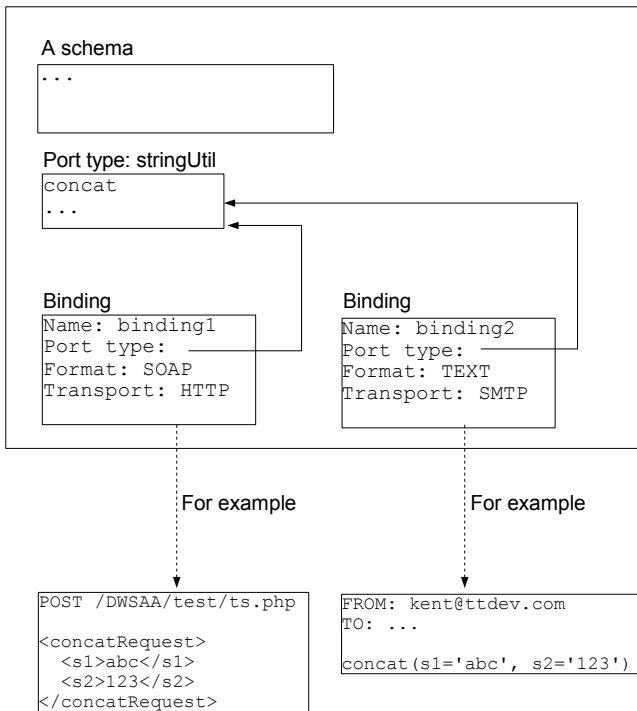 A schema
...
Port type: stringUtil
concat
...
Binding
Name: binding1
Port type:
Format: SOAP
Transport: HTTP
Binding
Name: binding2
Port type:
Format: TEXT
Transport: SMTP
For example
For example
POST /DWSAA/test/ts.php
<concatRequest>
  <s1>abc</s1>
  <s2>123</s2>
</concatRequest>
FROM: kent@ttdev.com
TO: ...
concat(s1='abc', s2='123')